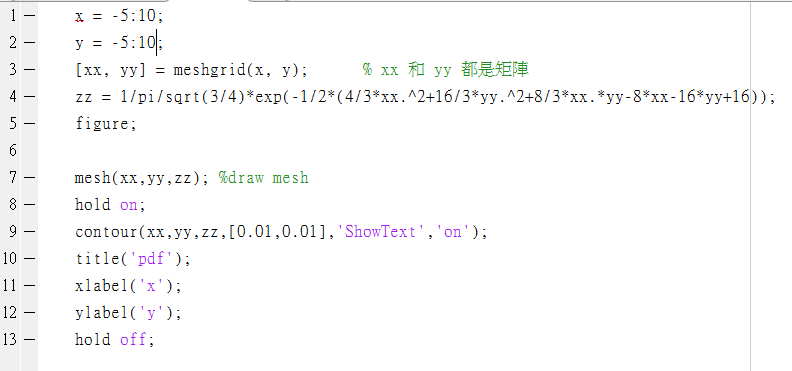 1 – x = -5:10;
2 – y = -5:10;
3 – [xx, yy] = meshgrid(x, y);      % xx 和 yy 都是矩陣
4 – zz = 1/pi/sqrt(3/4)*exp(-1/2*(4/3*xx.^2+16/3*yy.^2+8/3*xx.*yy-8*xx-16*yy+16));
5 – figure;
6
7 – mesh(xx,yy,zz); %draw mesh
8 – hold on;
9 – contour(xx,yy,zz,[0.01,0.01],'ShowText','on');
10 – title('pdf');
11 – xlabel('x');
12 – ylabel('y');
13 – hold off;